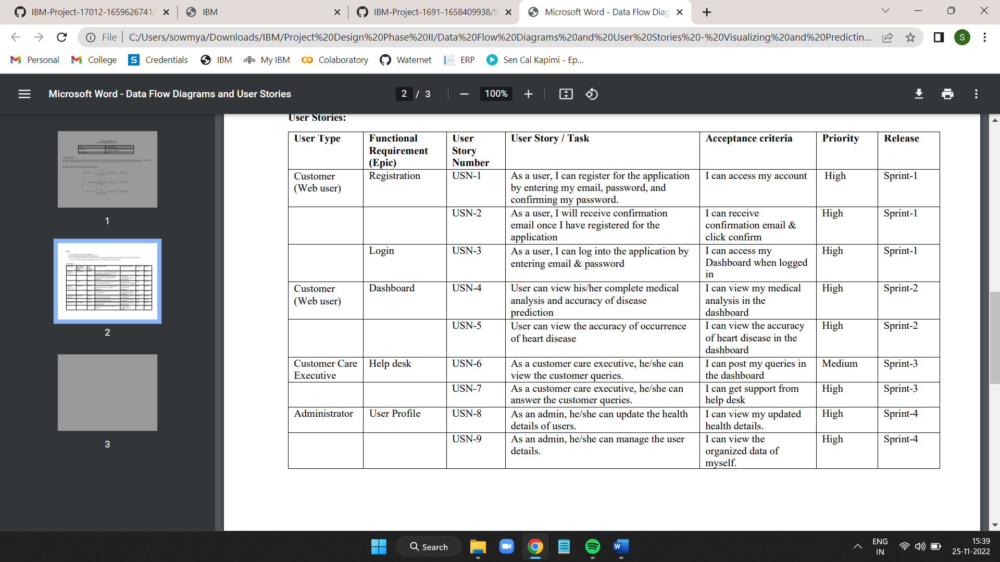 IBM-Project-17012-1659626741/
IBM
IBM-Project-1691-1658409938/S
Microsoft Word - Data Flow Diag
File
C:/Users/sowmya/Downloads/IBM/Project%20Design%20Phase%20II/Data%20Flow%20Diagrams%20and%20User%20Stories%20-%20Visualizing%20and%20Predictin...
S
Personal
College
S
Credentials
IBM
My IBM
Colaboratory
Waternet
ERP
Sen Cal Kapimi - Ep...
Microsoft Word - Data Flow Diagrams and User Stories
2 / 3
100%
1
2
3
User Stories:
User Type
Functional
Requirement
(Epic)
User
Story
Number
User Story / Task
Acceptance criteria
Priority
Release
Customer
(Web user)
Registration
USN-1
As a user, I can register for the application
by entering my email, password, and
confirming my password.
I can access my account
High
Sprint-1
USN-2
As a user, I will receive confirmation
email once I have registered for the
application
I can receive
confirmation email &
click confirm
High
Sprint-1
Login
USN-3
As a user, I can log into the application by
entering email & password
I can access my
Dashboard when logged
in
High
Sprint-1
Customer
(Web user)
Dashboard
USN-4
User can view his/her complete medical
analysis and accuracy of disease
prediction
I can view my medical
analysis in the
dashboard
High
Sprint-2
USN-5
User can view the accuracy of occurrence
of heart disease
I can view the accuracy
of heart disease in the
dashboard
High
Sprint-2
Customer Care
Executive
Help desk
USN-6
As a customer care executive, he/she can
view the customer queries.
I can post my queries in
the dashboard
Medium
Sprint-3
USN-7
As a customer care executive, he/she can
answer the customer queries.
I can get support from
help desk
High
Sprint-3
Administrator
User Profile
USN-8
As an admin, he/she can update the health
details of users.
I can view my updated
health details.
High
Sprint-4
USN-9
As an admin, he/she can manage the user
details.
I can view the
organized data of
myself.
High
Sprint-4
Search
W
ENG
IN
15:39
25-11-2022